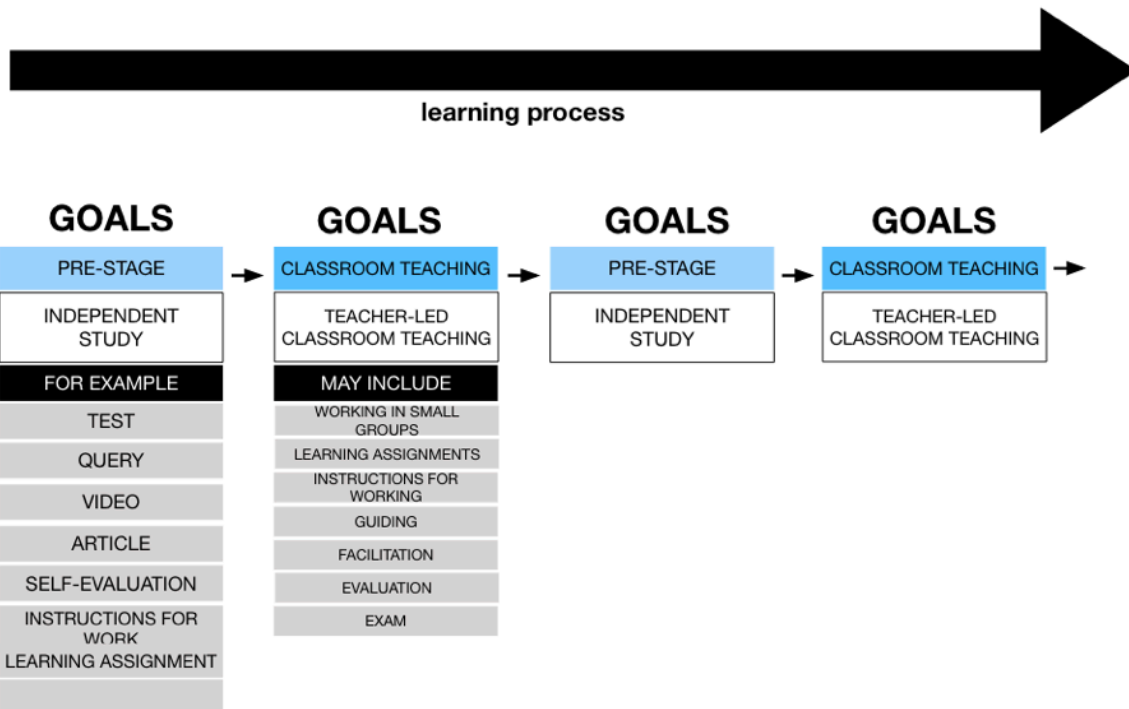 learning process
GOALS
PRE-STAGE
INDEPENDENT
STUDY
FOR EXAMPLE
TEST
QUERY
VIDEO
ARTICLE
SELF-EVALUATION
INSTRUCTIONS FOR
WORK
LEARNING ASSIGNMENT
GOALS
CLASSROOM TEACHING
TEACHER-LED
CLASSROOM TEACHING
MAY INCLUDE
WORKING IN SMALL
GROUPS
LEARNING ASSIGNMENTS
INSTRUCTIONS FOR
WORKING
GUIDING
FACILITATION
EVALUATION
EXAM
GOALS
PRE-STAGE
INDEPENDENT
STUDY
GOALS
CLASSROOM TEACHING
TEACHER-LED
CLASSROOM TEACHING